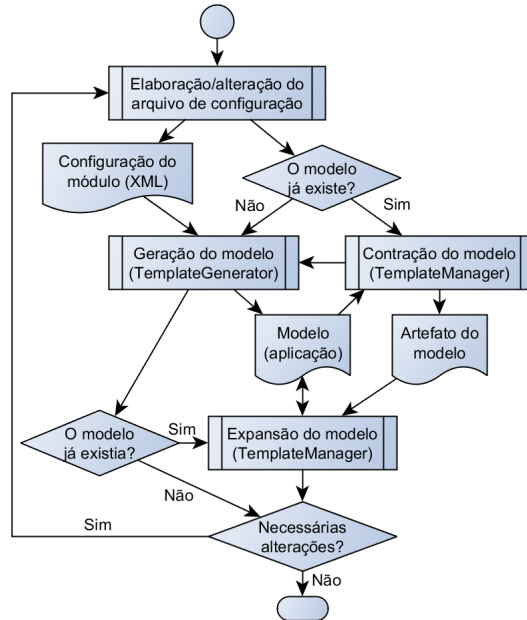 Elaboração/alteração do
arquivo de configuração
Configuração do
módulo (XML)
O modelo
já existe?
Não
Sim
Geração do modelo
(TemplateGenerator)
Contração do modelo
(TemplateManager)
Modelo
(aplicação)
Artefato do
modelo
O modelo
já existia?
Sim
Expansão do modelo
(TemplateManager)
Não
Sim
Necessárias
alterações?
Não